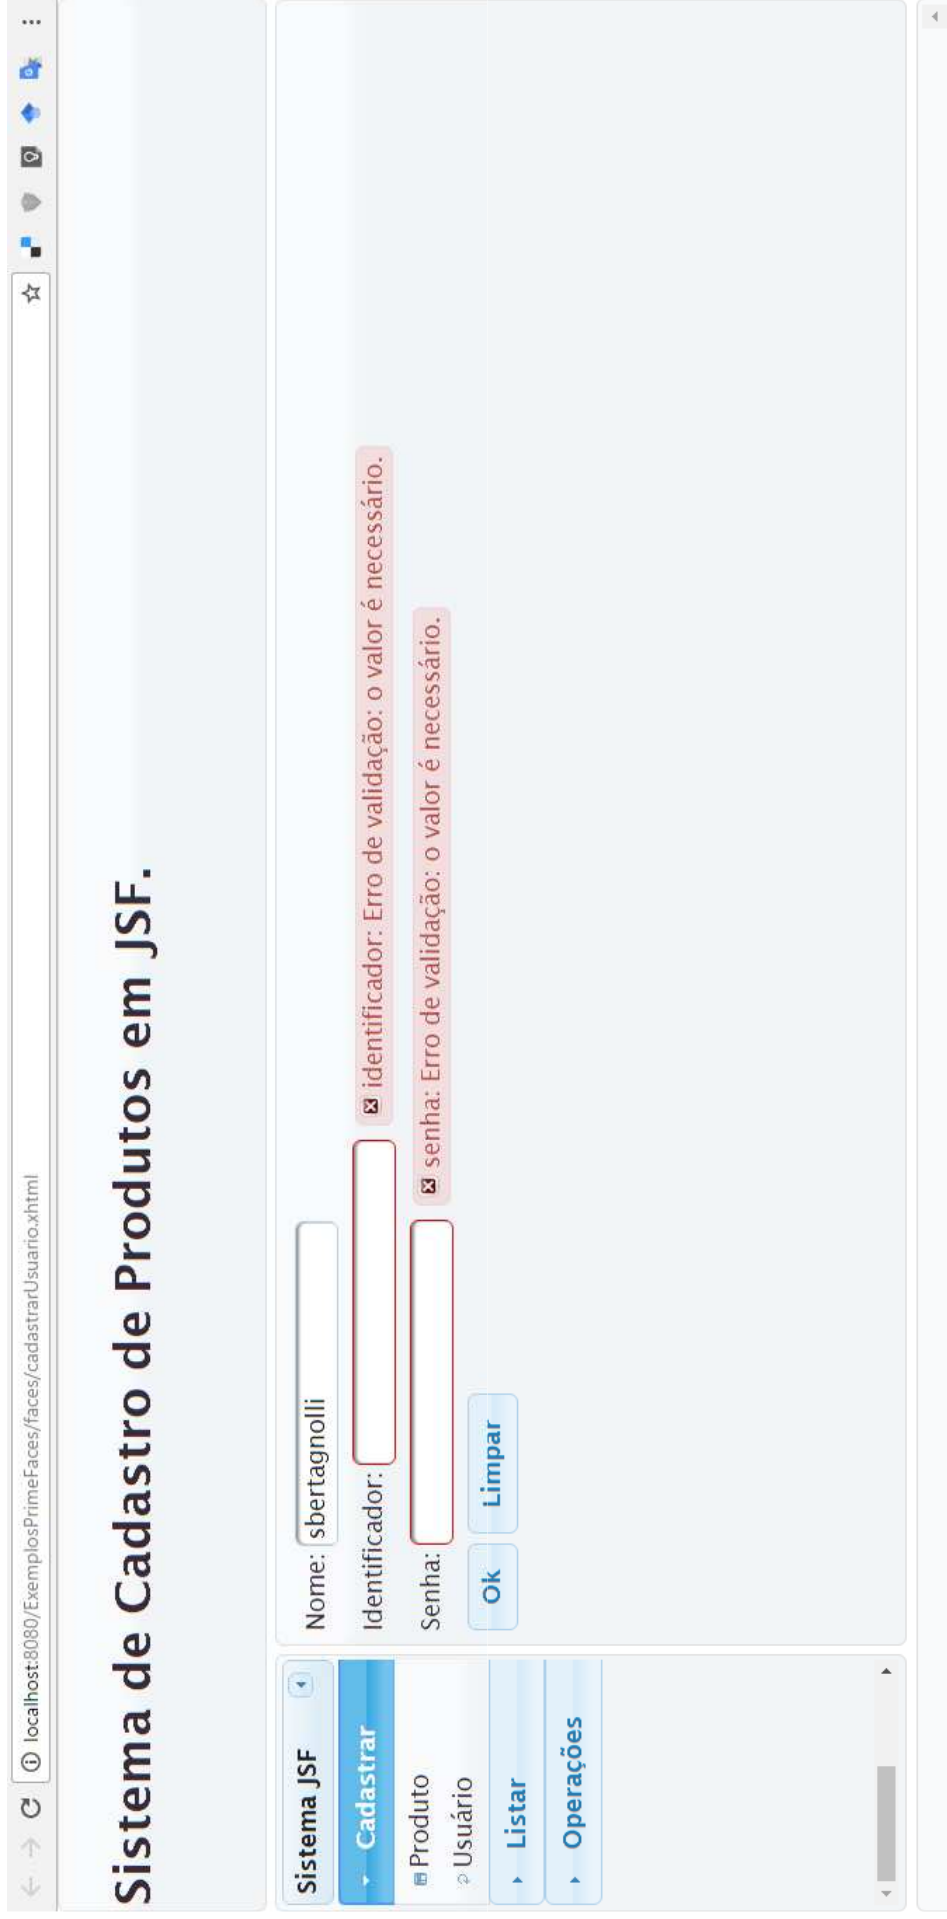 localhost:8080/ExemplosPrimeFaces/faces/cadastrarUsuario.xhtml
Sistema de Cadastro de Produtos em JSF.
Sistema JSF
Cadastrar
Produto
Usuário
Listar
Operações
Nome: sbertagnolli
Identificador: identificador: Erro de validação: o valor é necessário.
Senha: senha: Erro de validação: o valor é necessário.
Ok Limpar